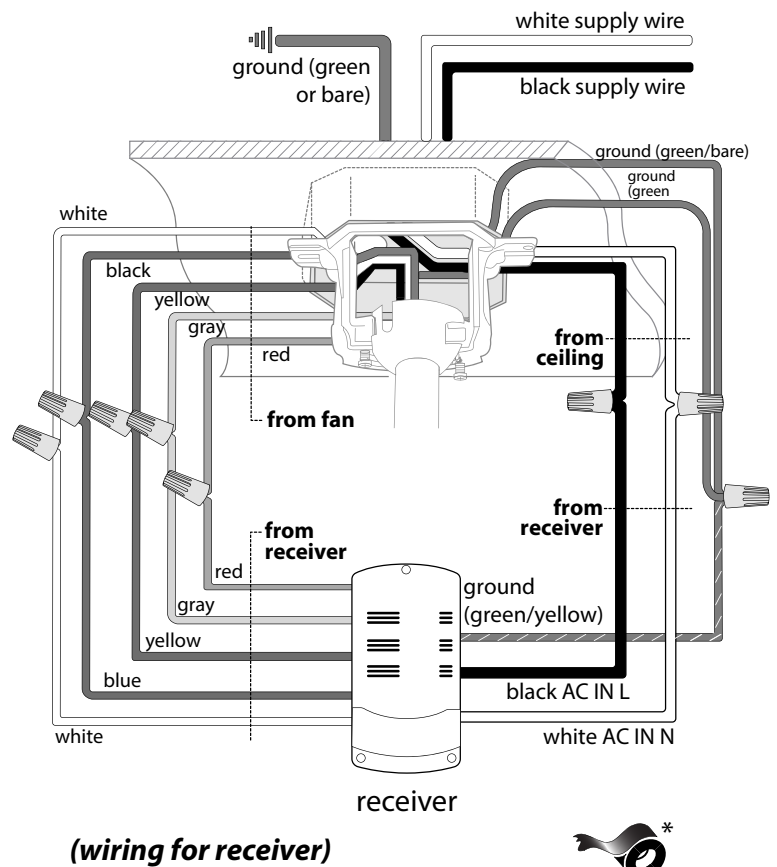 white supply wire
ground (green
or bare)
black supply wire
ground (green/bare)
ground
(green
white
black
yellow
gray
red
from
ceiling
from fan
from
receiver
from
receiver
red
ground
(green/yellow)
gray
yellow
blue
black AC IN L
white
white AC IN N
receiver
(wiring for receiver)
*